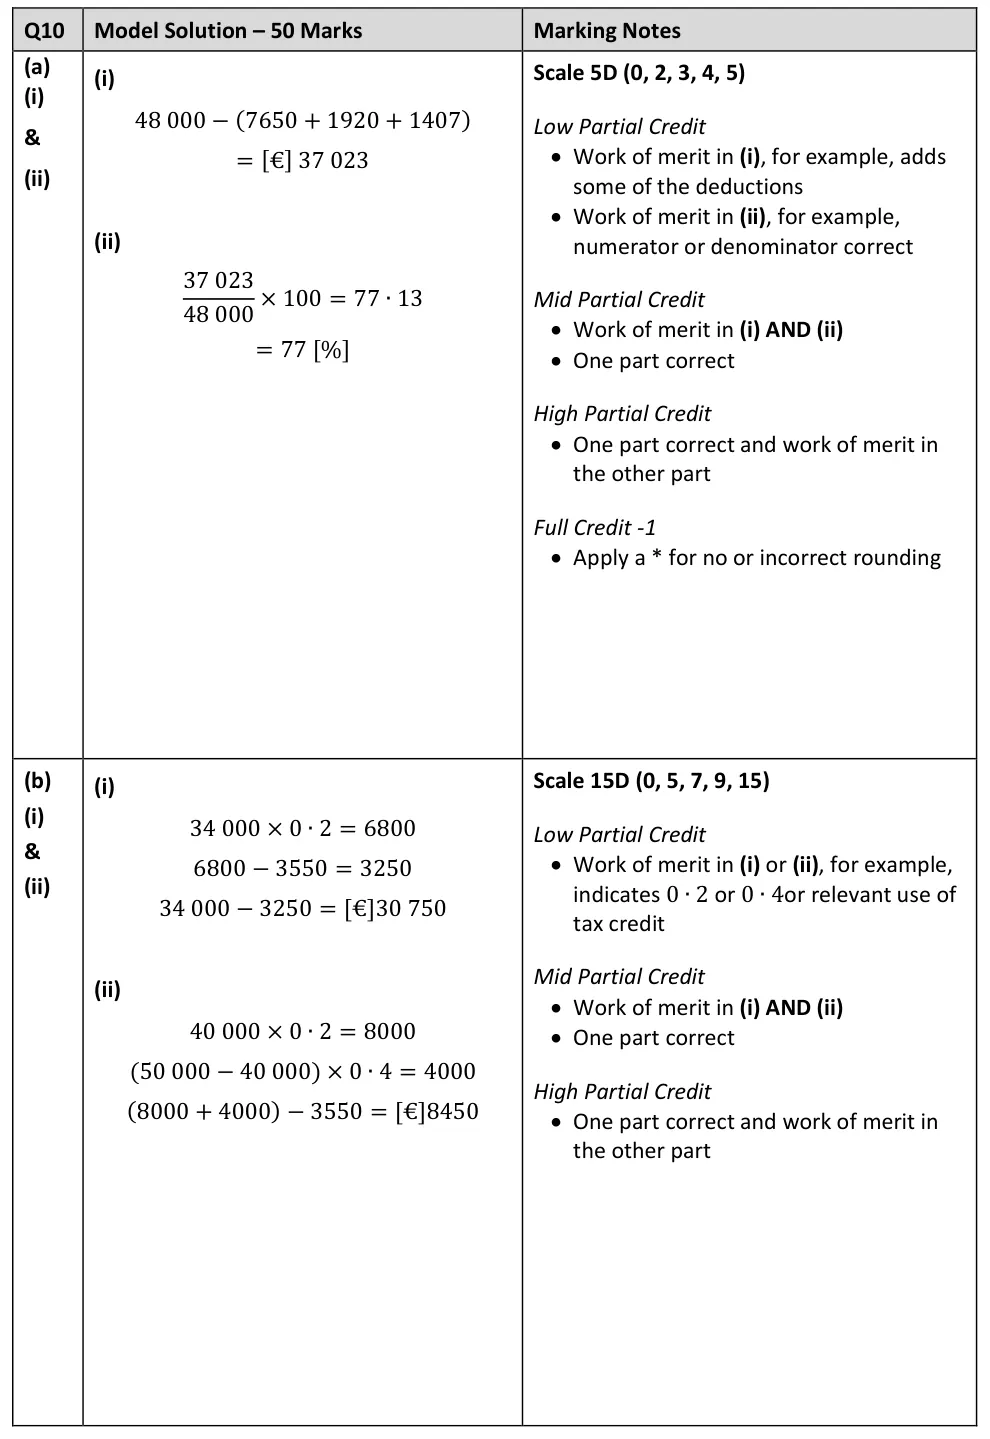 Q10 Model Solution – 50 Marks Marking Notes
(a)
(i)
&
(ii)
(i)
48 000 − (7650 + 1920 + 1407)
= [€] 37 023
(ii)
37 023
48 000
× 100 = 77 · 13
= 77 [%]
Scale 5D (0, 2, 3, 4, 5)
Low Partial Credit
• Work of merit in (i), for example, adds
some of the deductions
• Work of merit in (ii), for example,
numerator or denominator correct
Mid Partial Credit
• Work of merit in (i) AND (ii)
• One part correct
High Partial Credit
• One part correct and work of merit in
the other part
Full Credit -1
• Apply a * for no or incorrect rounding
(b)
(i)
&
(ii)
(i)
34 000 × 0 · 2 = 6800
6800 − 3550 = 3250
34 000 − 3250 = [€]30 750
(ii)
40 000 × 0 · 2 = 8000
(50 000 − 40 000) × 0 · 4 = 4000
(8000 + 4000) − 3550 = [€]8450
Scale 15D (0, 5, 7, 9, 15)
Low Partial Credit
• Work of merit in (i) or (ii), for example,
indicates 0 · 2 or 0 · 4or relevant use of
tax credit
Mid Partial Credit
• Work of merit in (i) AND (ii)
• One part correct
High Partial Credit
• One part correct and work of merit in
the other part